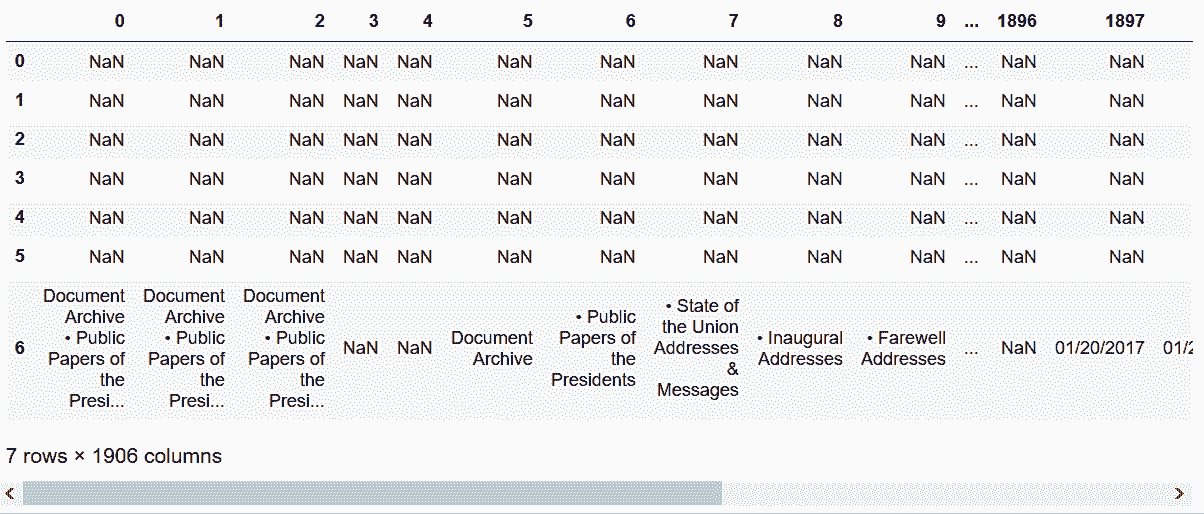 0 1 2 3 4 5 6 7 8 9 ... 1896 1897
0 NaN NaN NaN NaN NaN NaN NaN NaN NaN NaN ... NaN NaN
1 NaN NaN NaN NaN NaN NaN NaN NaN NaN NaN ... NaN NaN
2 NaN NaN NaN NaN NaN NaN NaN NaN NaN NaN ... NaN NaN
3 NaN NaN NaN NaN NaN NaN NaN NaN NaN NaN ... NaN NaN
4 NaN NaN NaN NaN NaN NaN NaN NaN NaN NaN ... NaN NaN
5 NaN NaN NaN NaN NaN NaN NaN NaN NaN NaN ... NaN NaN
6
Document
Archive
• Public
Papers of
the
Presi...
Document
Archive
• Public
Papers of
the
Presi...
Document
Archive
• Public
Papers of
the
Presi...
NaN
NaN
Document
Archive
• Public
Papers of
the
Presidents
• State of
the Union
Addresses
&
Messages
• Inaugural
Addresses
• Farewell
Addresses
...
NaN
01/20/2017
7 rows × 1906 columns